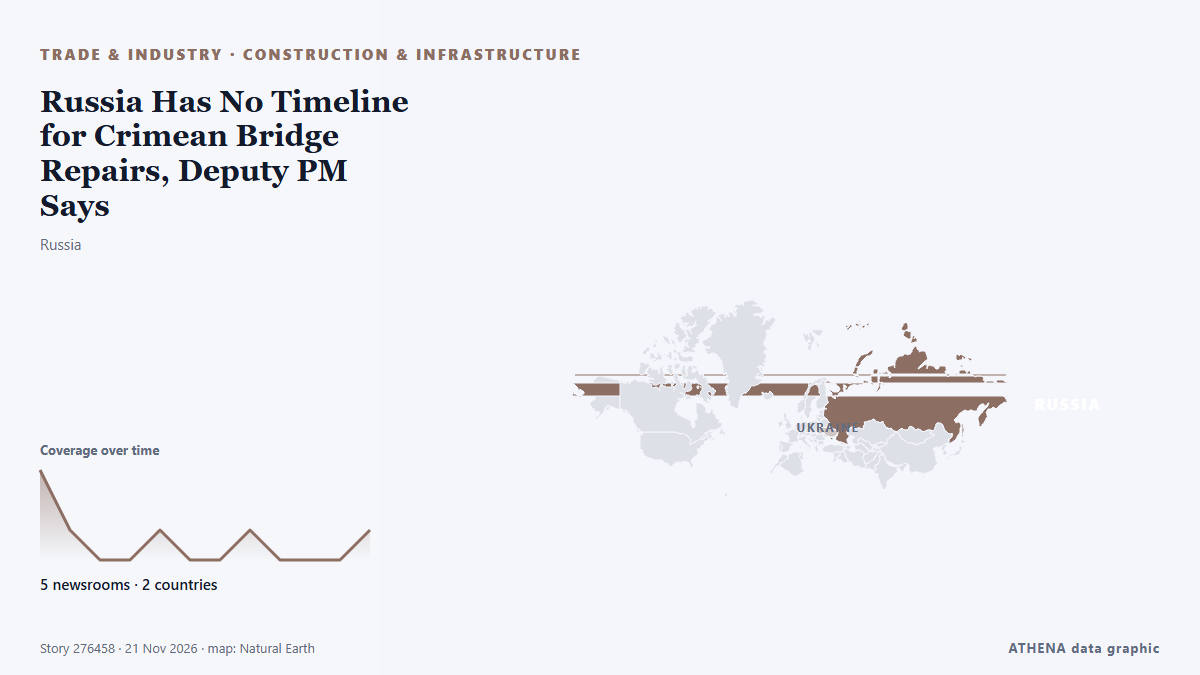 TRADE & INDUSTRY · CONSTRUCTION & INFRASTRUCTURE
Russia Has No Timeline
for Crimean Bridge
Repairs, Deputy PM
Says
Russia
RUSSIA
UKRAINE
Coverage over time
5 newsrooms · 2 countries
Story 276458 · 21 Nov 2026 · map: Natural Earth
ATHENA data graphic